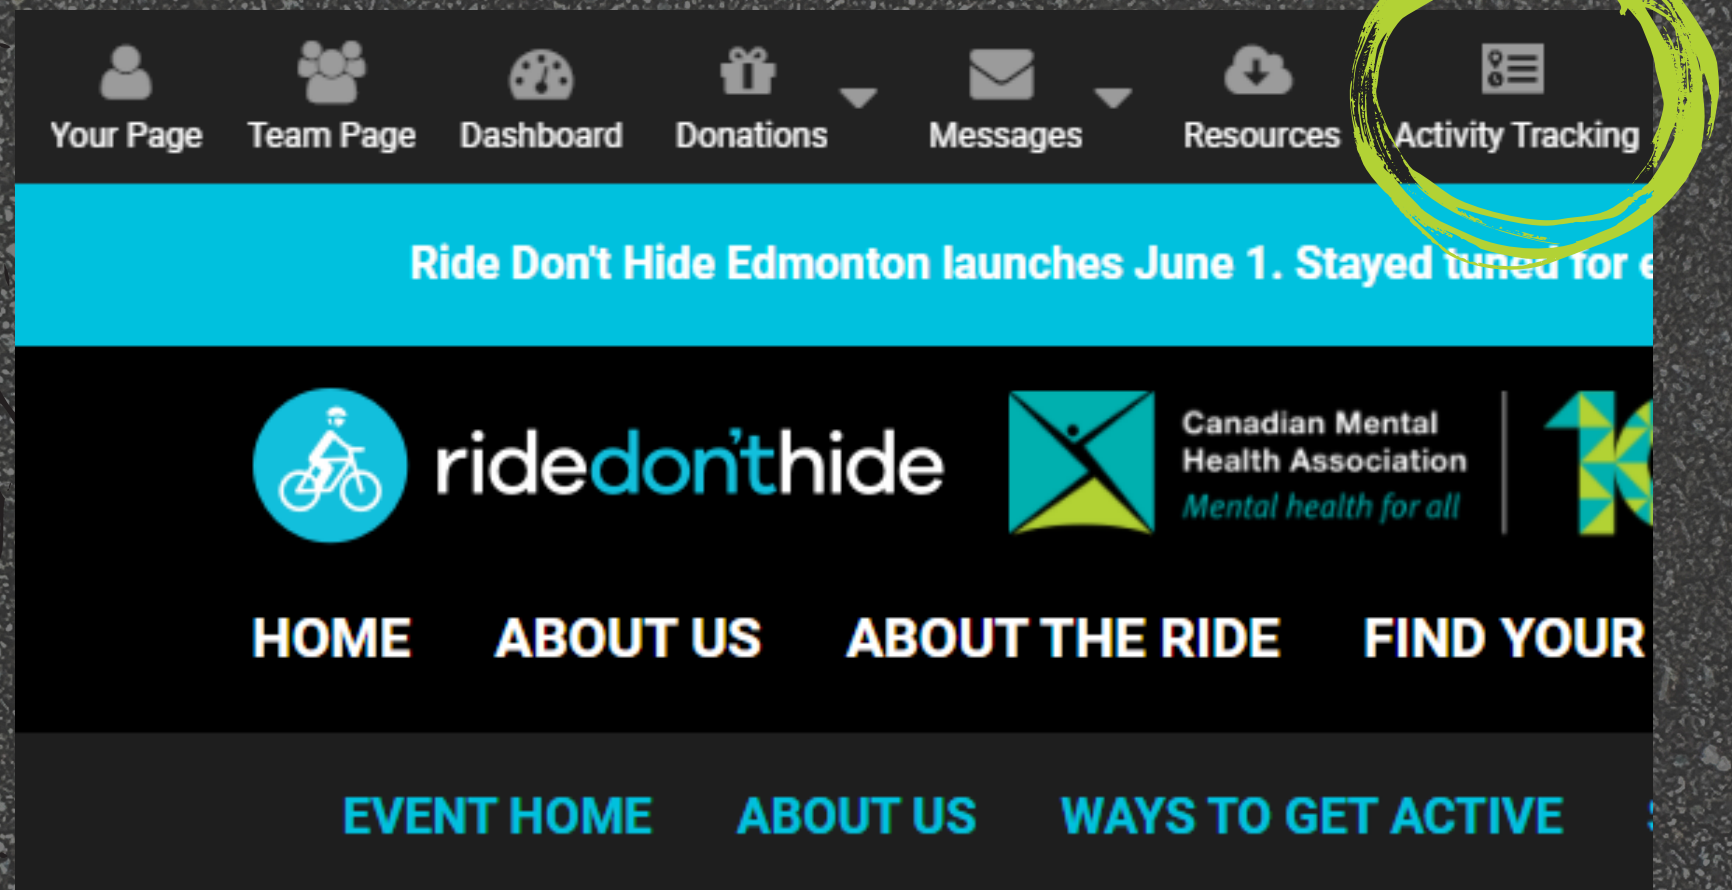 Your Page Team Page Dashboard Donations Messages Resources Activity Tracking
Ride Don't Hide Edmonton launches June 1. Stayed tuned for
ridedon'thide
Canadian Mental
Health Association
Mental health for all
HOME ABOUT US ABOUT THE RIDE FIND YOUR
EVENT HOME ABOUT US WAYS TO GET ACTIVE